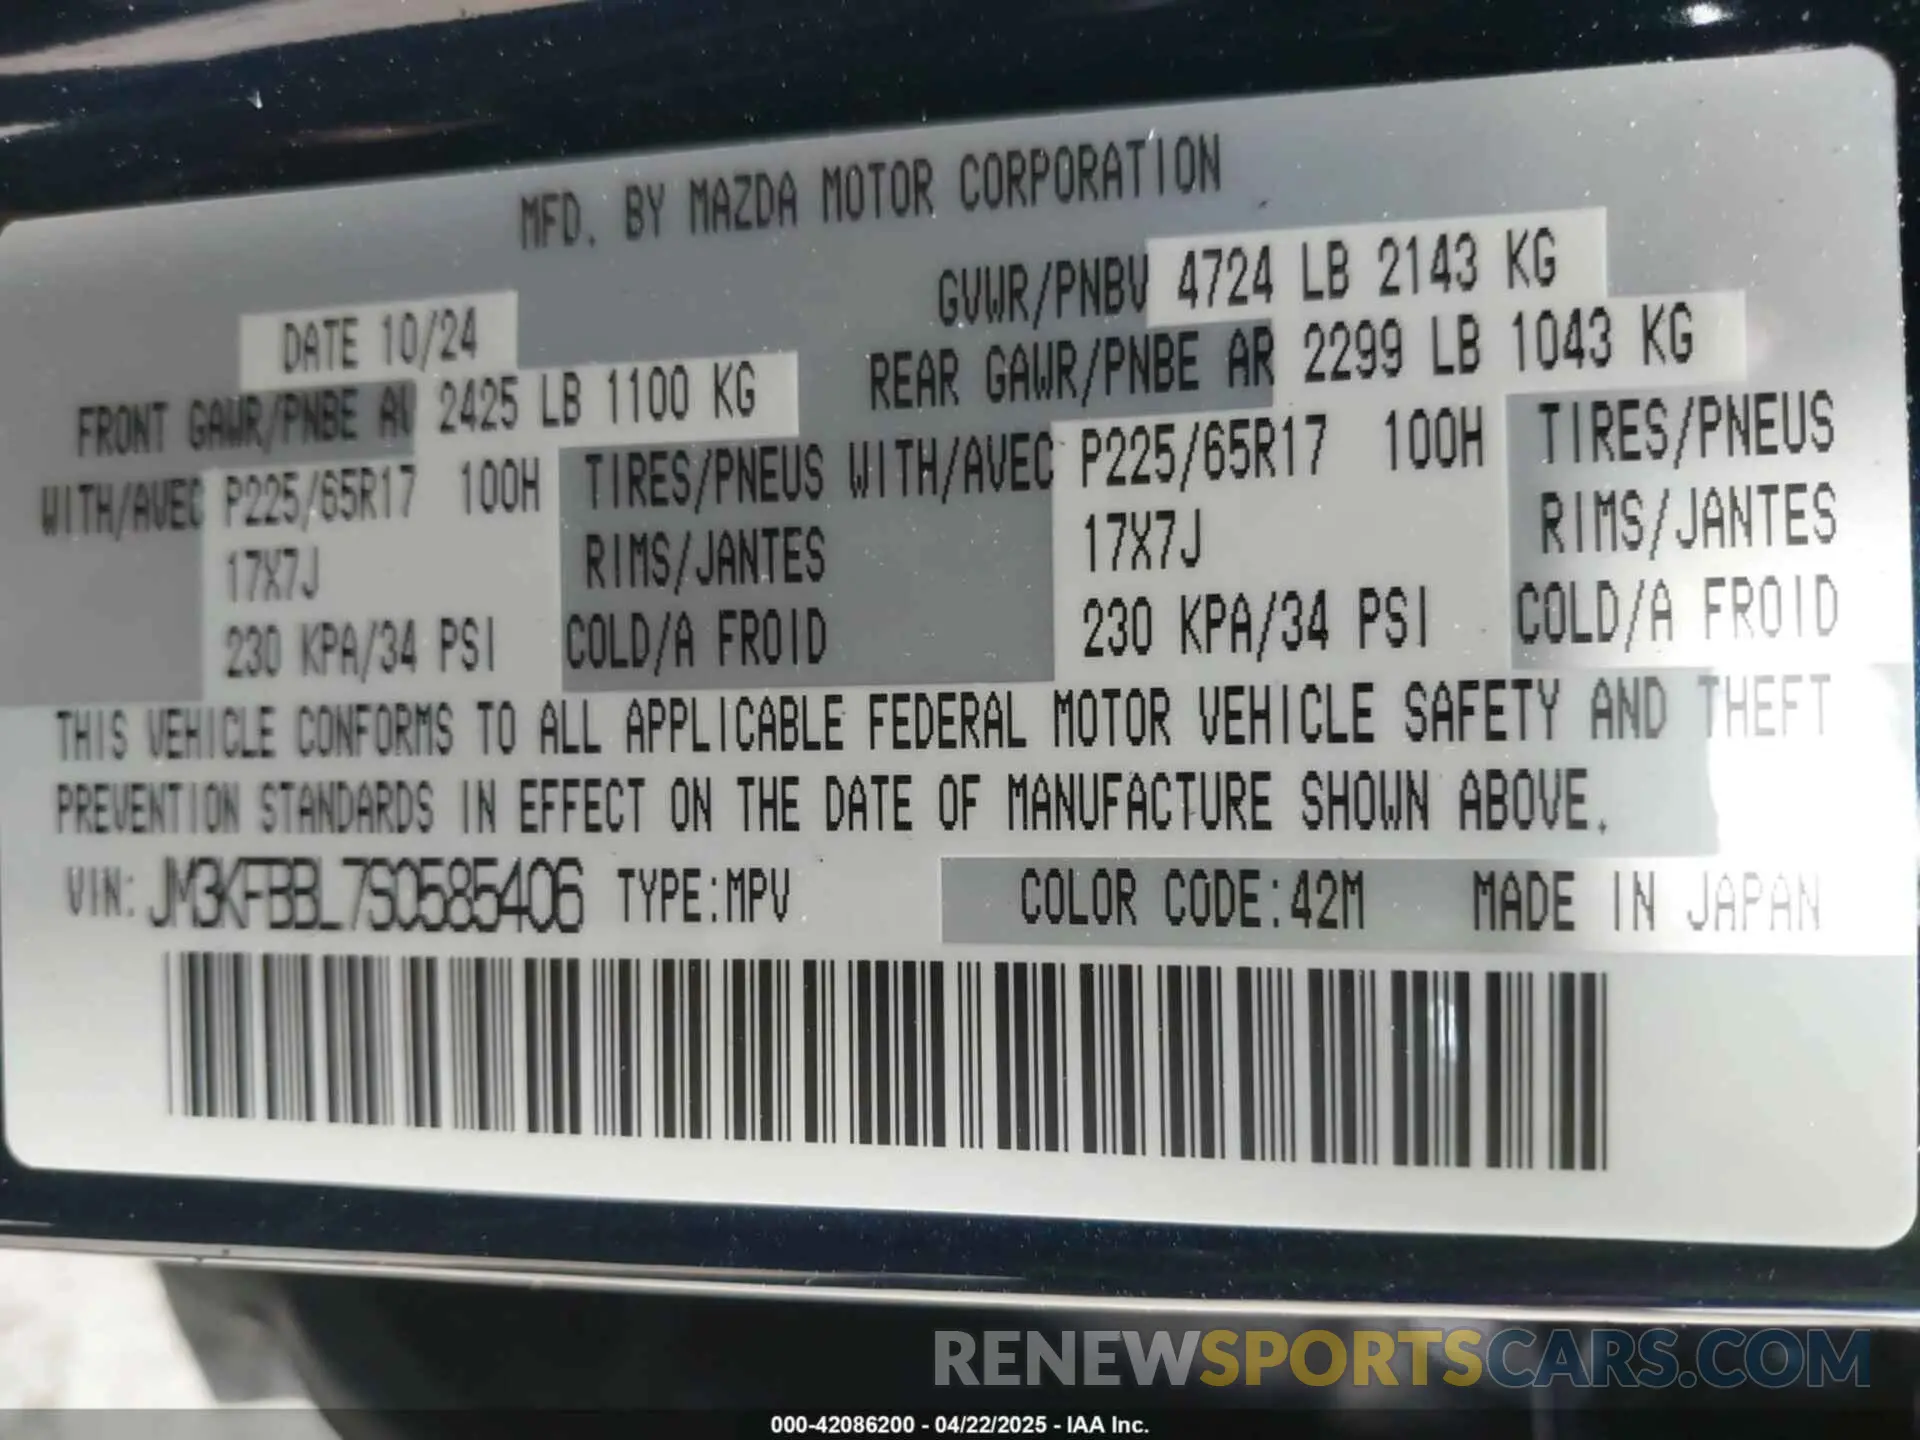 MFD. BY MAZDA MOTOR CORPORATION
DATE 10/24 GVWR/PNBV 4724 LB 2143 KG
FRONT GAWR/PNBE AV 2425 LB 1100 KG REAR GAWR/PNBE AR 2299 LB 1043 KG
WITH/AVEC P225/65R17 100H TIRES/PNEUS WITH/AVEC P225/65R17 100H TIRES/PNEUS
17X7J RIMS/JANTES 17X7J RIMS/JANTES
230 KPA/34 PSI COLD/A FROID 230 KPA/34 PSI COLD/A FROID
THIS VEHICLE CONFORMS TO ALL APPLICABLE FEDERAL MOTOR VEHICLE SAFETY AND THEFT
PREVENTION STANDARDS IN EFFECT ON THE DATE OF MANUFACTURE SHOWN ABOVE.
VIN: JM3KFBBL7S0585406 TYPE:MPV COLOR CODE:42M MADE IN JAPAN
RENEWSPORTSCARS.COM
000-42086200 - 04/22/2025 - IAA Inc.